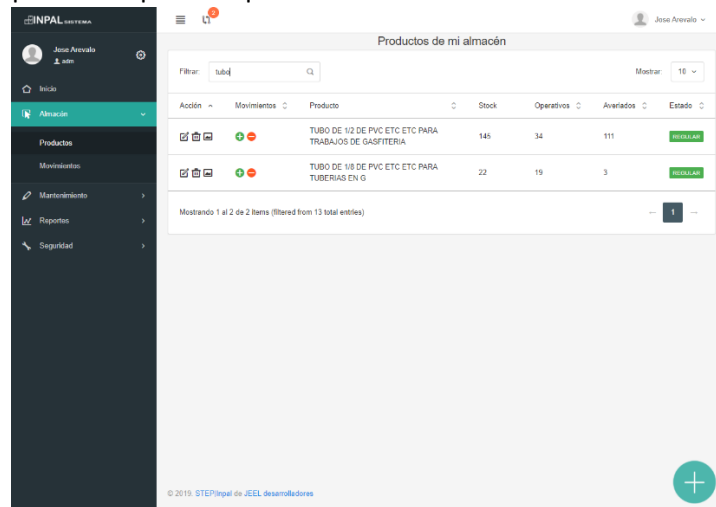 INPAL SISTEMA
2
Jose Arevalo
Jose Arevalo
adm
Inicio
Almacén
Productos
Movimientos
Mantenimiento
Reportes
Seguridad
Productos de mi almacén
Filtrar: tubo
Mostrar: 10
Acción Movimientos Producto Stock Operativos Averiados Estado
TUBO DE 1/2 DE PVC ETC ETC PARA
TRABAJOS DE GASFITERIA
145 34 111 REGULAR
TUBO DE 1/8 DE PVC ETC ETC PARA
TUBERIAS EN G
22 19 3 REGULAR
Mostrando 1 al 2 de 2 Items (filtered from 13 total entries)
← 1 →
© 2019. STEP|Inpal de JEEL desarrolladores